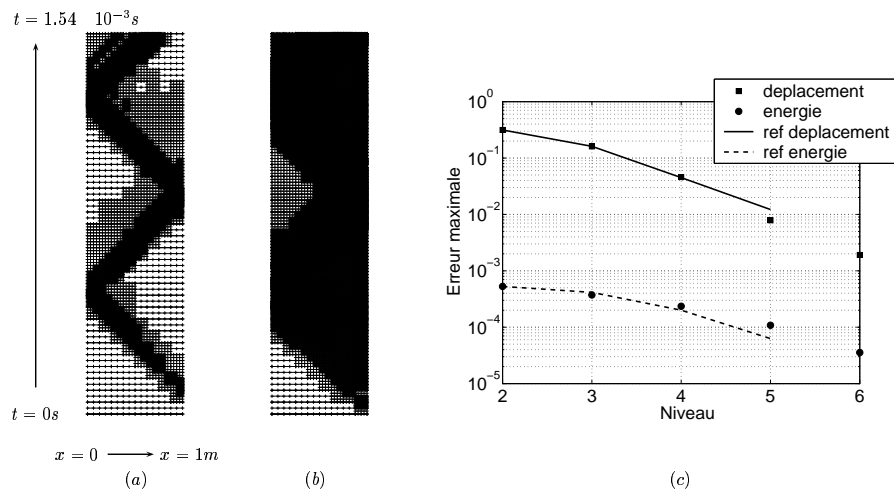 t = 1.54 10⁻³s
t = 0s
x = 0
x = 1m
(a)
(b)
deplacement
energie
ref deplacement
ref energie
10⁰
10⁻¹
10⁻²
10⁻³
10⁻⁴
10⁻⁵
Erreur maximale
2 3 4 5 6
Niveau
(c)